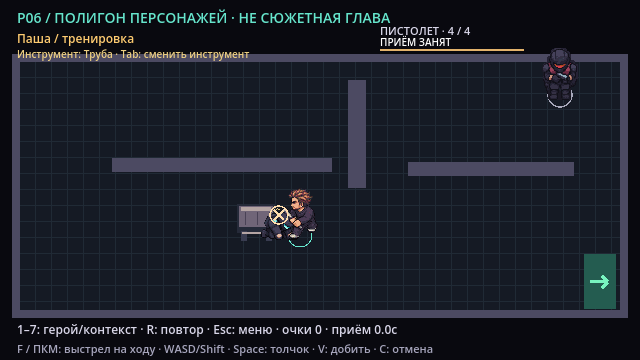 P06 / ПОЛИГОН ПЕРСОНАЖЕЙ · НЕ СЮЖЕТНАЯ ГЛАВА
Паша / тренировка
ПИСТОЛЕТ · 4 / 4
ПРИЁМ ЗАНЯТ
Инструмент: Труба · Tab: сменить инструмент
1–7: герой/контекст · R: повтор · Esc: меню · очки 0 · приём 0.0с
F / ПКМ: выстрел на ходу · WASD/Shift · Space: толчок · V: добить · C: отмена